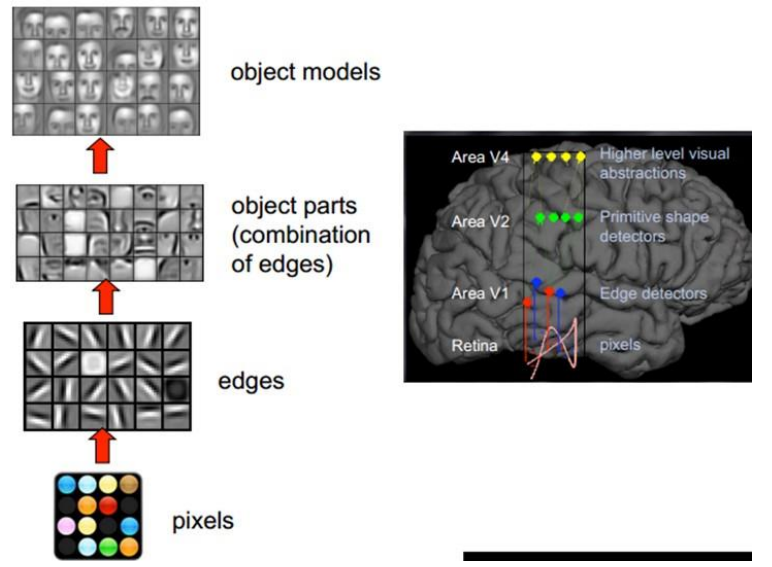 object models
object parts
(combination
of edges)
edges
pixels
Area V4
Higher level visual
abstractions
Area V2
Primitive shape
detectors
Area V1
Edge detectors
Retina
pixels